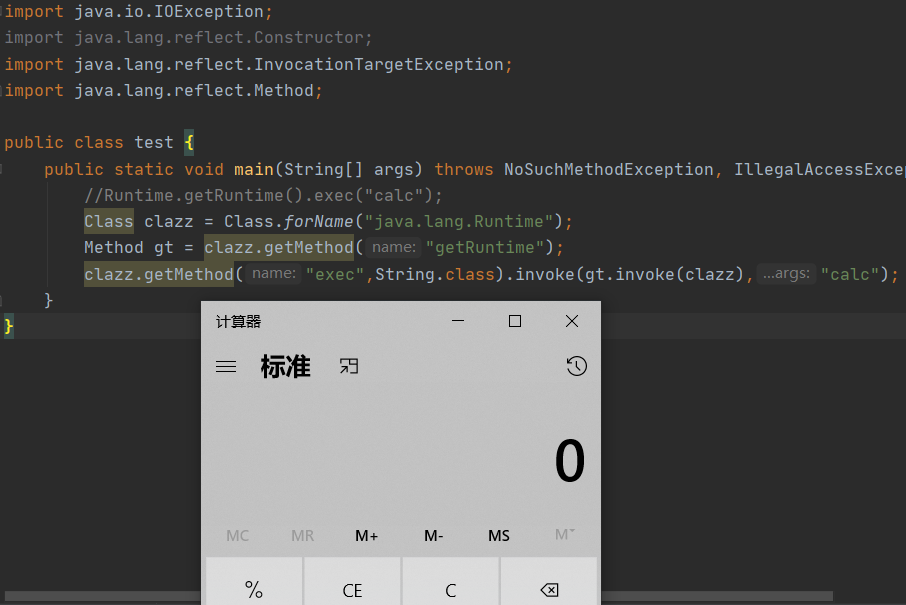 import java.io.IOException;
import java.lang.reflect.Constructor;
import java.lang.reflect.InvocationTargetException;
import java.lang.reflect.Method;
public class test {
public static void main(String[] args) throws NoSuchMethodException, IllegalAccessExce
//Runtime.getRuntime().exec("calc");
Class clazz = Class.forName("java.lang.Runtime");
Method gt = clazz.getMethod( name: "getRuntime");
clazz.getMethod( name: "exec",String.class).invoke(gt.invoke(clazz), ...args: "calc");
}
}
计算器
标准
0
MC MR M+ M- MS M˅
% CE C